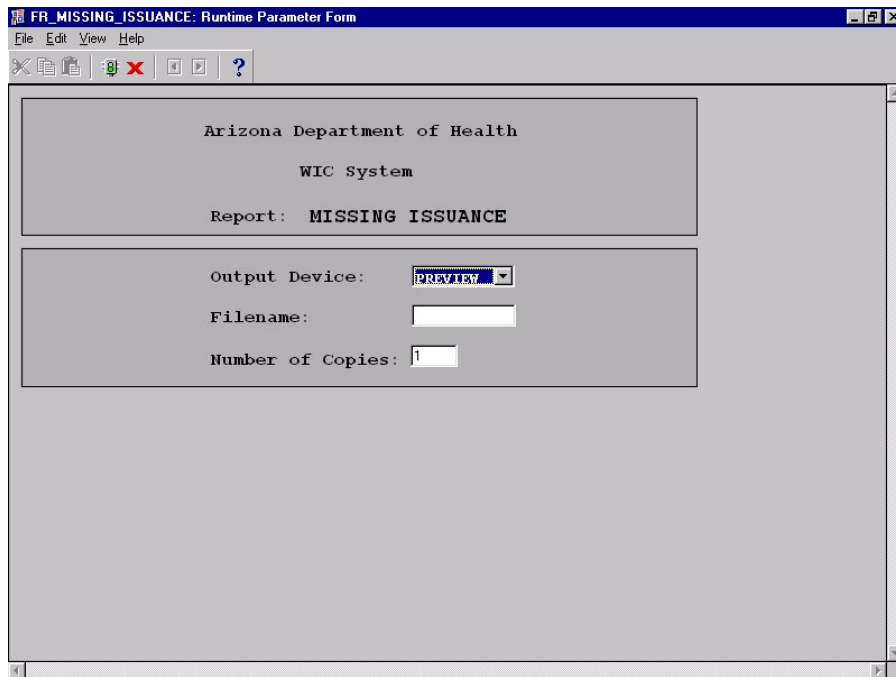 FR_MISSING_ISSUANCE: Runtime Parameter Form
File Edit View Help
?
Arizona Department of Health
WIC System
Report: MISSING ISSUANCE
Output Device: PREVIEW
Filename:
Number of Copies: 1